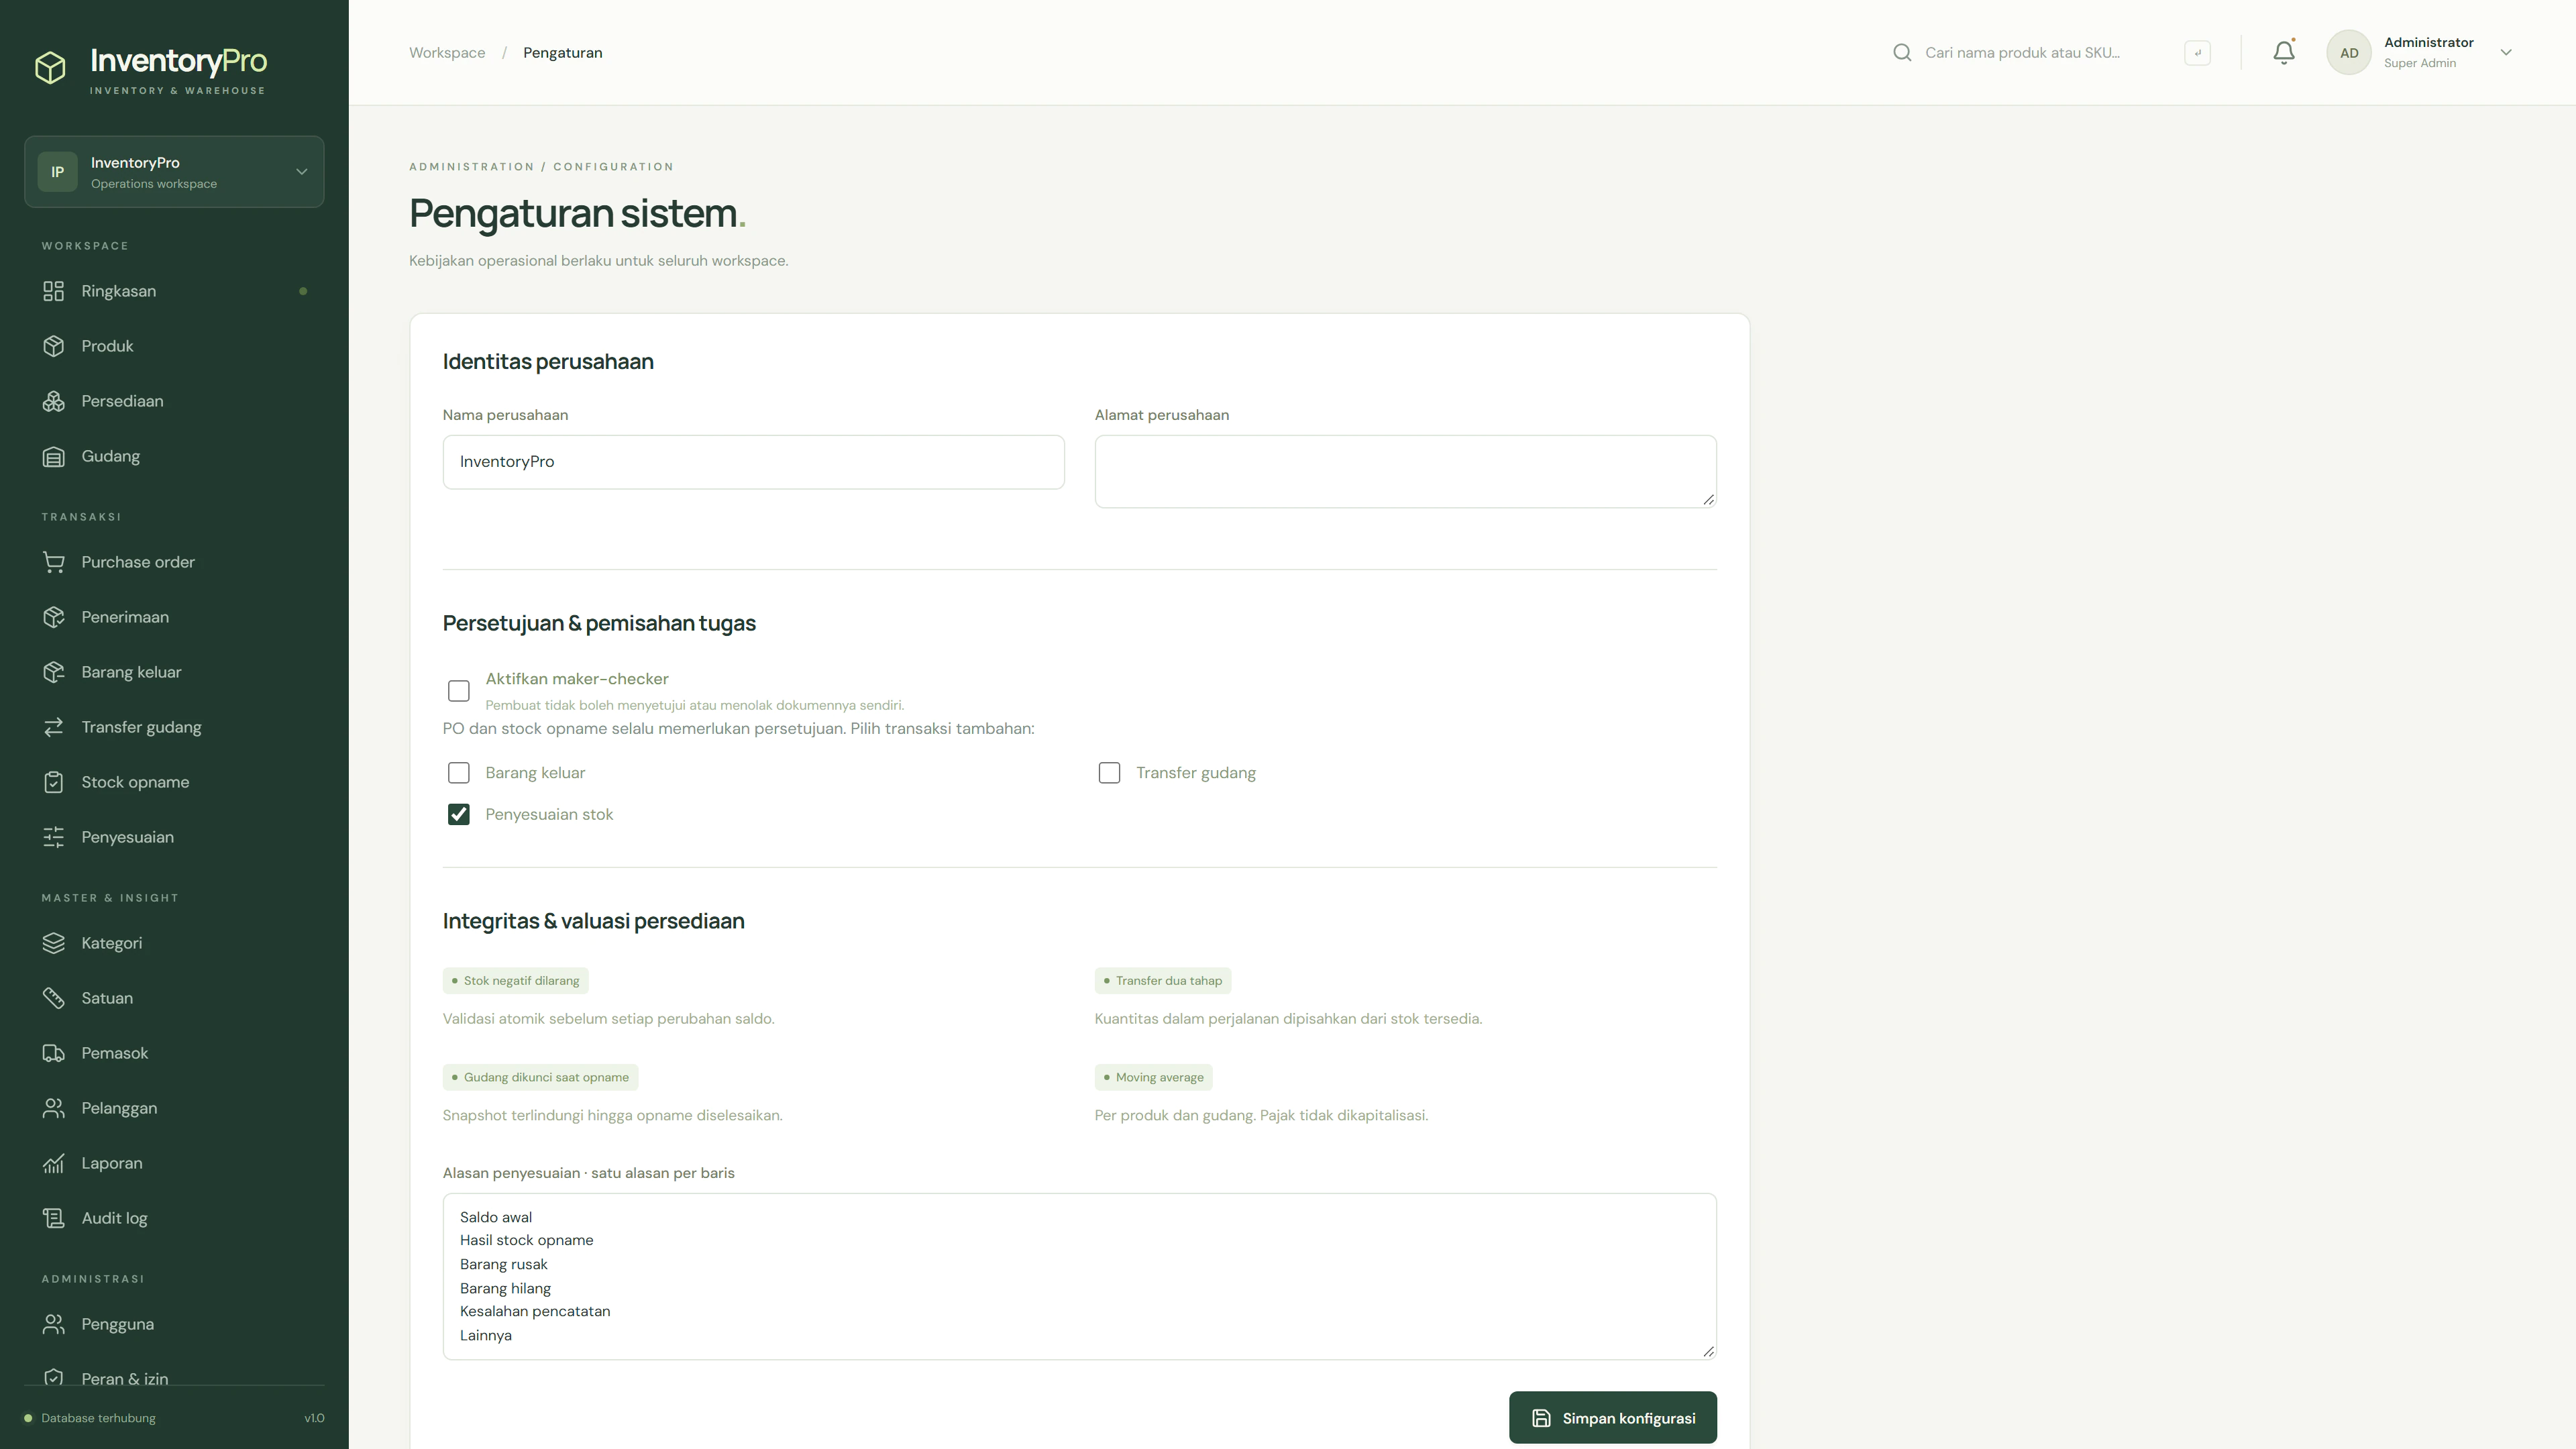 InventoryPro
INVENTORY & WAREHOUSE
IP
InventoryPro
Operations workspace
WORKSPACE
Ringkasan
Produk
Persediaan
Gudang
TRANSAKSI
Purchase order
Penerimaan
Barang keluar
Transfer gudang
Stock opname
Penyesuaian
MASTER & INSIGHT
Kategori
Satuan
Pemasok
Pelanggan
Laporan
Audit log
ADMINISTRASI
Pengguna
Peran & izin
Database terhubung v1.0
Workspace / Pengaturan
Cari nama produk atau SKU...
AD
Administrator
Super Admin
ADMINISTRATION / CONFIGURATION
Pengaturan sistem.
Kebijakan operasional berlaku untuk seluruh workspace.
Identitas perusahaan
Nama perusahaan
InventoryPro
Alamat perusahaan
Persetujuan & pemisahan tugas
Aktifkan maker-checker
Pembuat tidak boleh menyetujui atau menolak dokumennya sendiri.
PO dan stock opname selalu memerlukan persetujuan. Pilih transaksi tambahan:
Barang keluar
Transfer gudang
Penyesuaian stok
Integritas & valuasi persediaan
Stok negatif dilarang
Validasi atomik sebelum setiap perubahan saldo.
Transfer dua tahap
Kuantitas dalam perjalanan dipisahkan dari stok tersedia.
Gudang dikunci saat opname
Snapshot terlindungi hingga opname diselesaikan.
Moving average
Per produk dan gudang. Pajak tidak dikapitalisasi.
Alasan penyesuaian · satu alasan per baris
Saldo awal
Hasil stock opname
Barang rusak
Barang hilang
Kesalahan pencatatan
Lainnya
Simpan konfigurasi